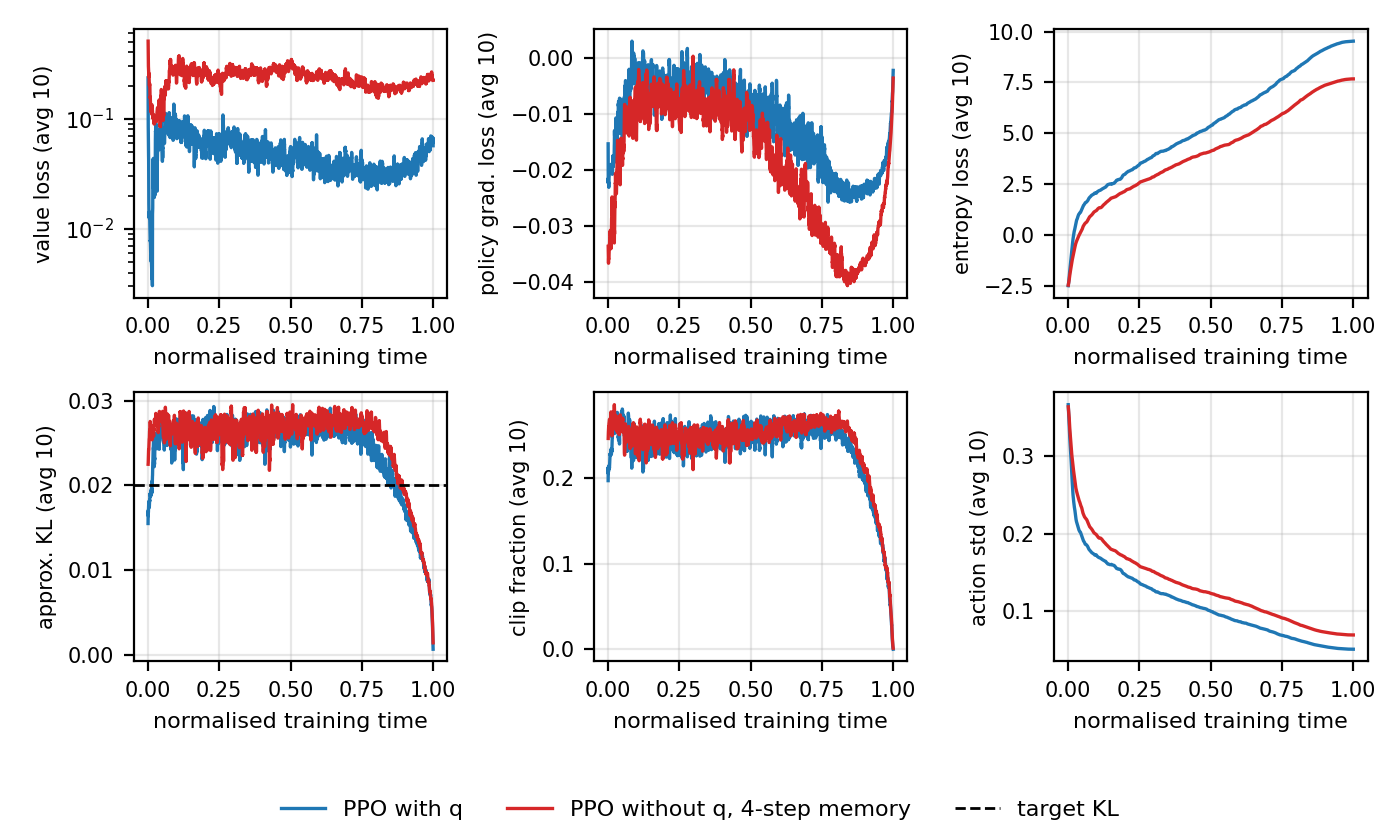 value loss (avg 10)
10⁻¹
10⁻²
0.00 0.25 0.50 0.75 1.00
normalised training time
policy grad. loss (avg 10)
0.00
−0.01
−0.02
−0.03
−0.04
0.00 0.25 0.50 0.75 1.00
normalised training time
entropy loss (avg 10)
10.0
7.5
5.0
2.5
0.0
−2.5
0.00 0.25 0.50 0.75 1.00
normalised training time
approx. KL (avg 10)
0.03
0.02
0.01
0.00
0.00 0.25 0.50 0.75 1.00
normalised training time
clip fraction (avg 10)
0.2
0.1
0.0
0.00 0.25 0.50 0.75 1.00
normalised training time
action std (avg 10)
0.3
0.2
0.1
0.00 0.25 0.50 0.75 1.00
normalised training time
PPO with q
PPO without q, 4-step memory
target KL